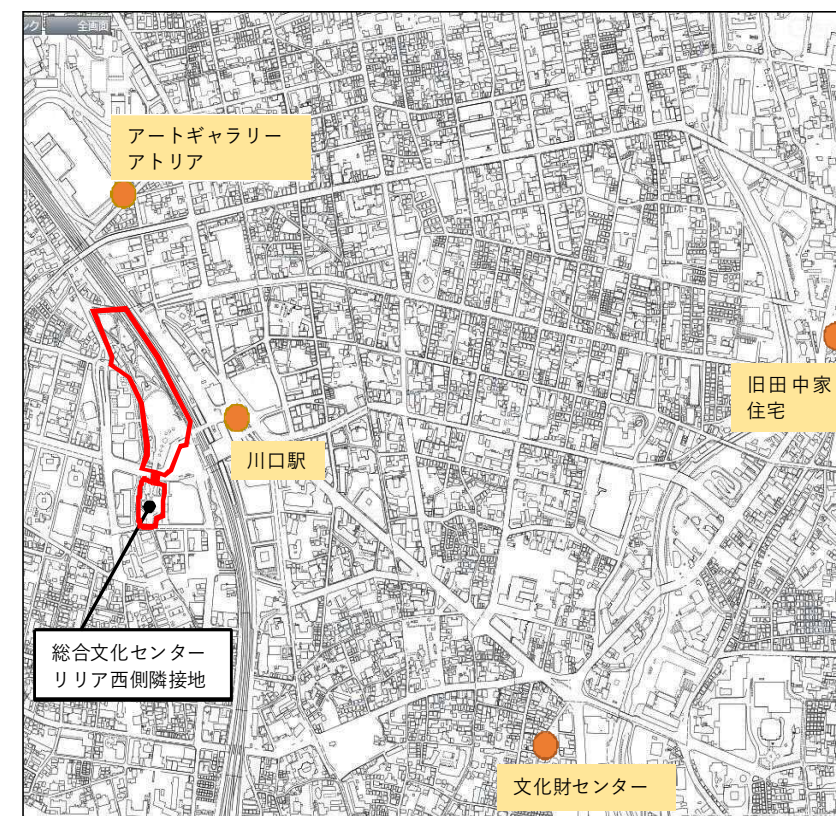 ンク 全画面
アートギャラリー
アトリア
旧田中家
住宅
川口駅
総合文化センター
リリア西側隣接地
文化財センター